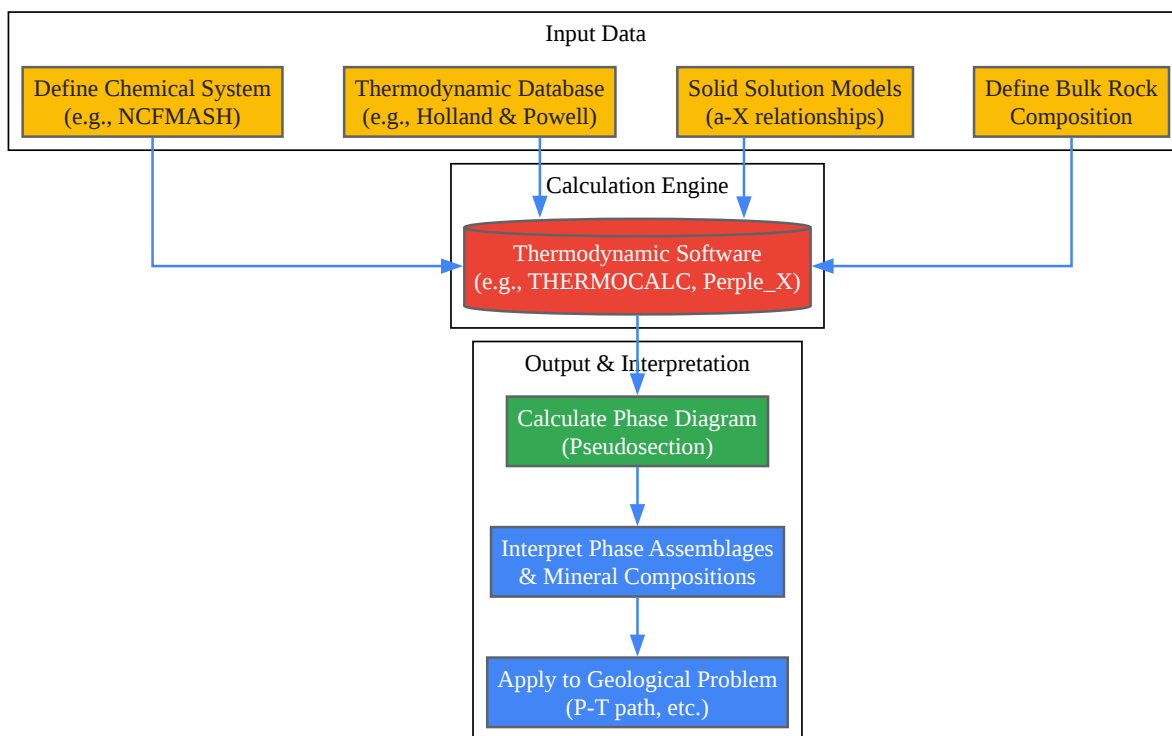 Input Data
Define Chemical System
(e.g., NCFMASH)
Thermodynamic Database
(e.g., Holland & Powell)
Solid Solution Models
(a-X relationships)
Define Bulk Rock
Composition
Calculation Engine
Thermodynamic Software
(e.g., THERMOCALC, Perple_X)
Output & Interpretation
Calculate Phase Diagram
(Pseudosection)
Interpret Phase Assemblages
& Mineral Compositions
Apply to Geological Problem
(P-T path, etc.)